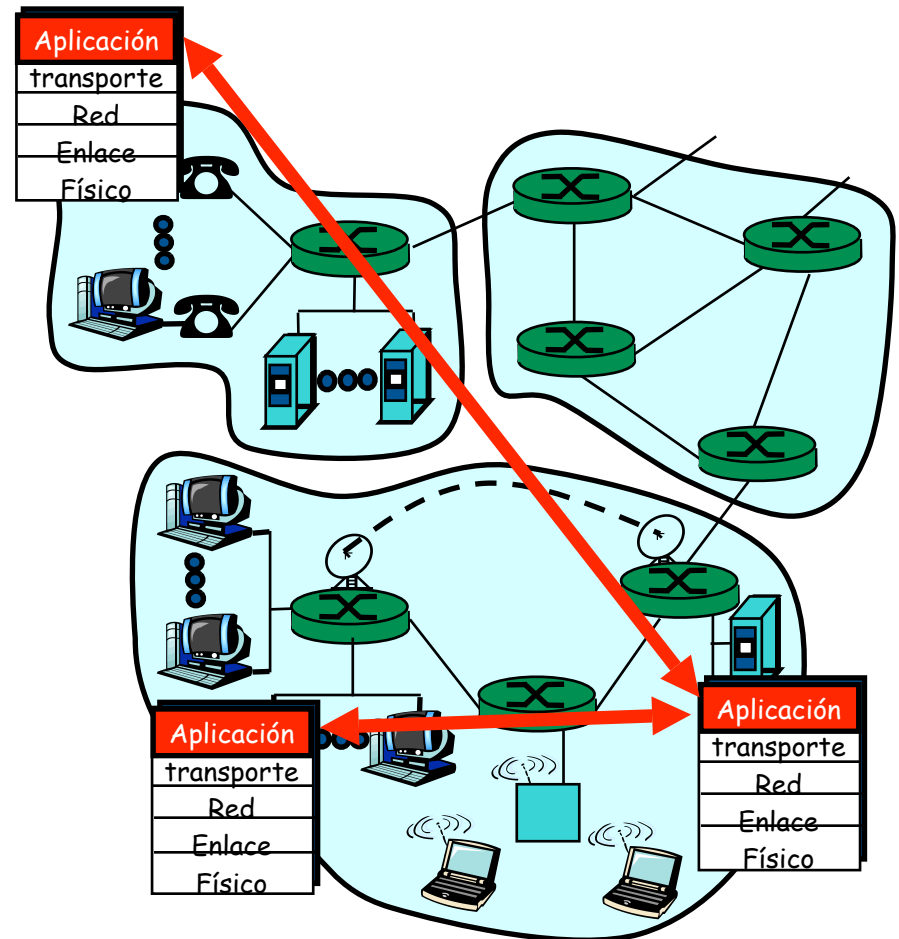 Aplicación
transporte
Red
Enlace
Físico
Aplicación
transporte
Red
Enlace
Físico
Aplicación
transporte
Red
Enlace
Físico